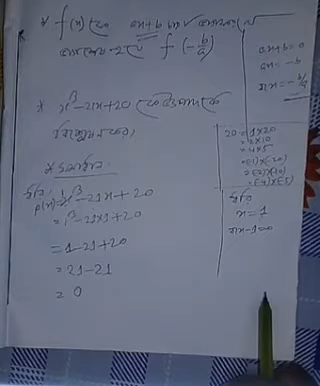 * f(x) কে ax+b দ্বারা ভাগ করলে
ভাগশেষ হবে f(-b/a)
ax+b=0
ax=-b
x=-b/a
* x³-21x+20 কে উৎপাদকে
বিশ্লেষণ কর।
20=1×20
=2×10
=4×5
=(-1)×(-20)
* সমাধান:
ধরি,
P(x)=x³-21x+20
=1³-21×1+20
=1-21+20
=21-21
=0
ধরি,
x=1
x-1=0